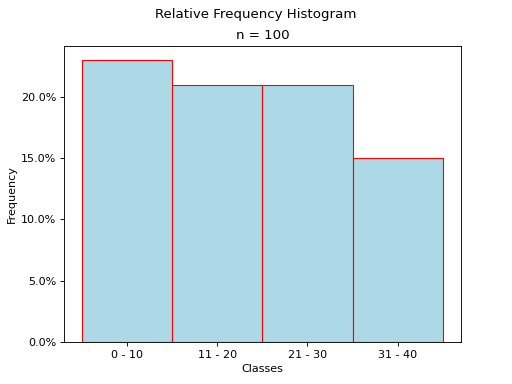 Relative Frequency Histogram
n = 100
20.0%
15.0%
10.0%
5.0%
0.0%
Frequency
0 - 10
11 - 20
21 - 30
31 - 40
Classes